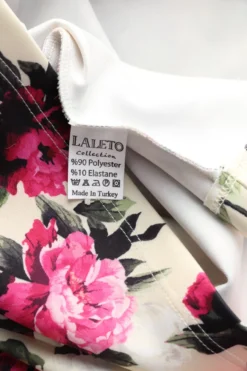 LALETO
Collection
%90 Polyester
%10 Elastane
Made In Turkey